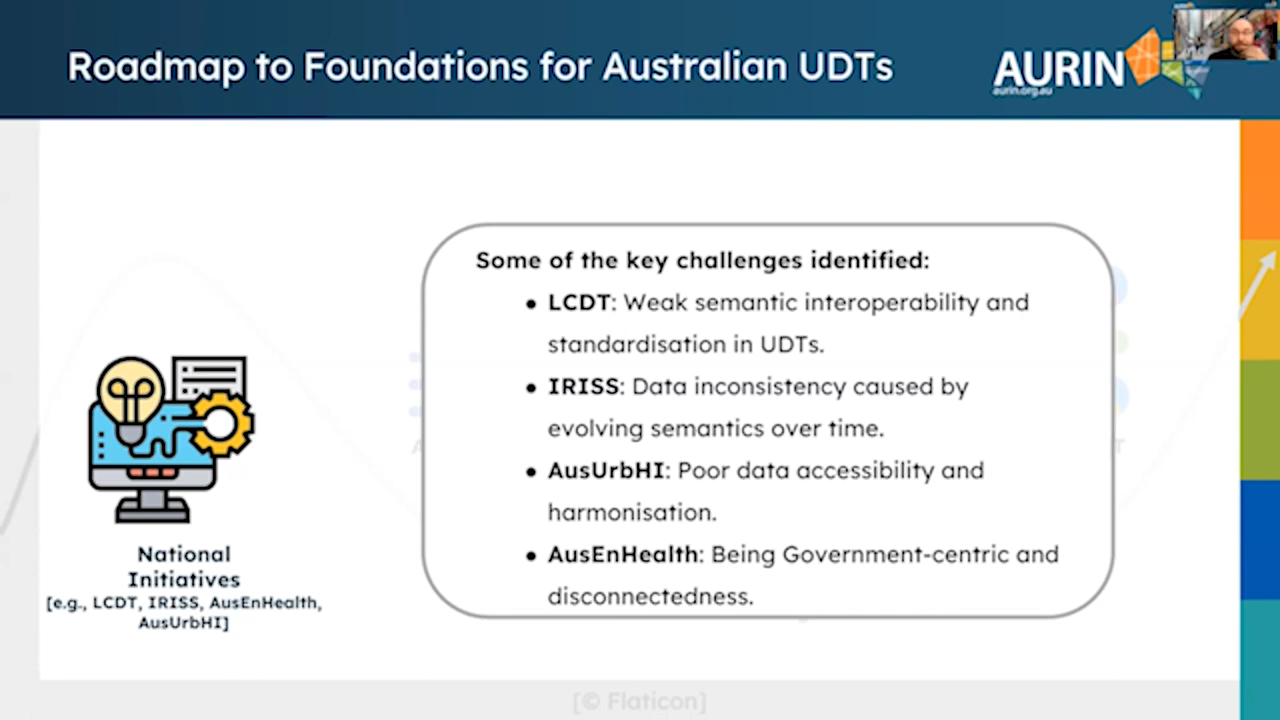 Roadmap to Foundations for Australian UDTs
AURIN
aurin.org.au
Some of the key challenges identified:
● LCDT: Weak semantic interoperability and
standardisation in UDTs.
● IRISS: Data inconsistency caused by
evolving semantics over time.
● AusUrbHI: Poor data accessibility and
harmonisation.
● AusEnHealth: Being Government-centric and
disconnectedness.
National
Initiatives
[e.g., LCDT, IRISS, AusEnHealth,
AusUrbHI]
[© Flaticon]